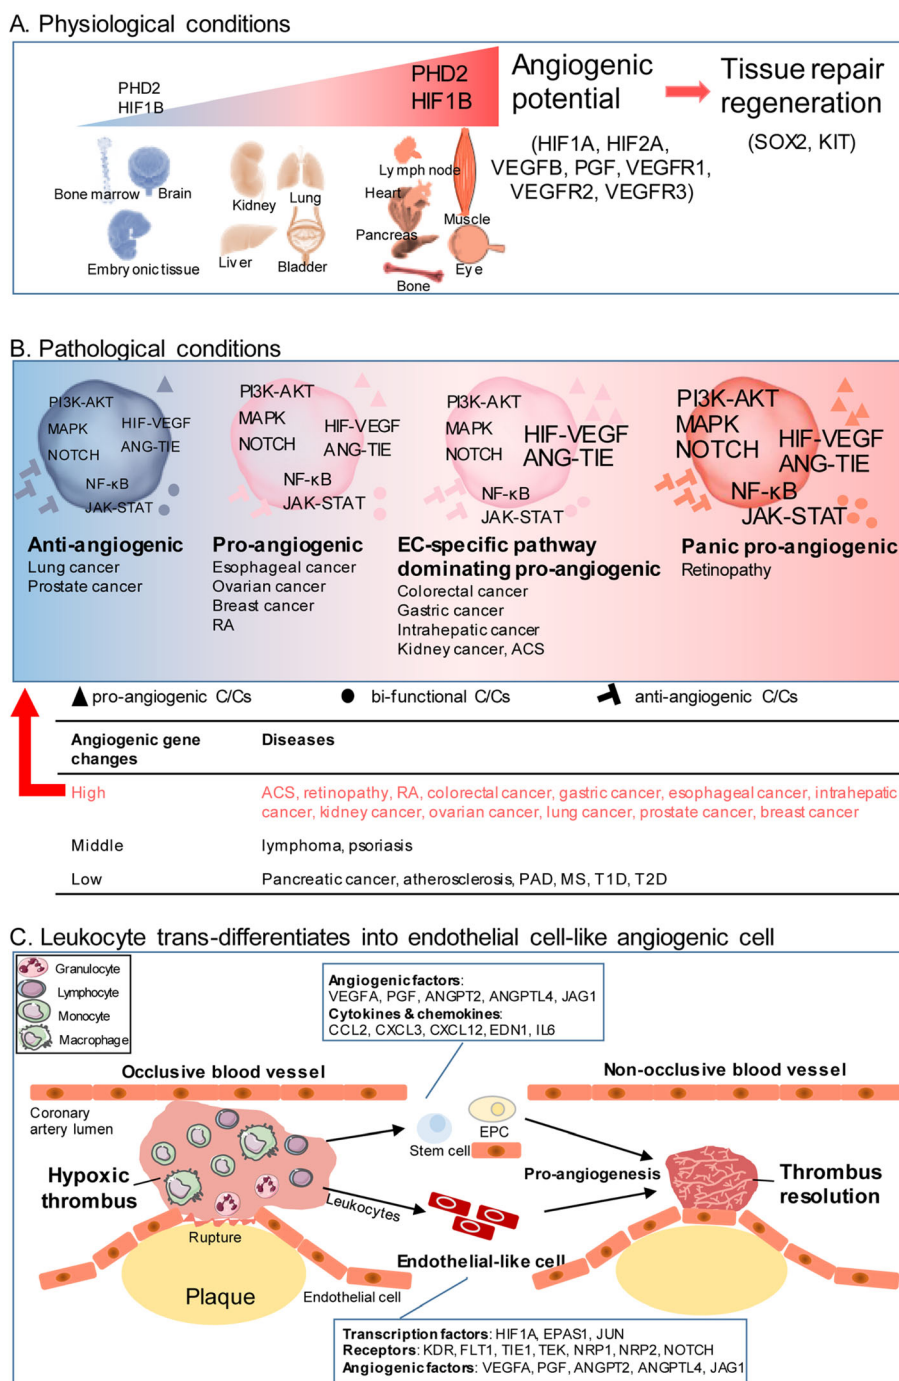 A. Physiological conditions
PHD2
HIF1B
PHD2
HIF1B
Angiogenic
potential
(HIF1A, HIF2A,
VEGFB, PGF, VEGFR1,
VEGFR2, VEGFR3)
Tissue repair
regeneration
(SOX2, KIT)
Bone marrow
Brain
Embryonic tissue
Kidney
Lung
Liver
Bladder
Lymph node
Heart
Muscle
Pancreas
Eye
Bone
B. Pathological conditions
PI3K-AKT
MAPK
NOTCH
HIF-VEGF
ANG-TIE
NF-κB
JAK-STAT
Anti-angiogenic
Lung cancer
Prostate cancer
PI3K-AKT
MAPK
NOTCH
HIF-VEGF
ANG-TIE
NF-κB
JAK-STAT
Pro-angiogenic
Esophageal cancer
Ovarian cancer
Breast cancer
RA
PI3K-AKT
MAPK
NOTCH
HIF-VEGF
ANG-TIE
NF-κB
JAK-STAT
EC-specific pathway
dominating pro-angiogenic
Colorectal cancer
Gastric cancer
Intrahepatic cancer
Kidney cancer, ACS
PI3K-AKT
MAPK
NOTCH
HIF-VEGF
ANG-TIE
NF-κB
JAK-STAT
Panic pro-angiogenic
Retinopathy
pro-angiogenic C/Cs
bi-functional C/Cs
anti-angiogenic C/Cs
Angiogenic gene
changes
Diseases
High
ACS, retinopathy, RA, colorectal cancer, gastric cancer, esophageal cancer, intrahepatic
cancer, kidney cancer, ovarian cancer, lung cancer, prostate cancer, breast cancer
Middle
lymphoma, psoriasis
Low
Pancreatic cancer, atherosclerosis, PAD, MS, T1D, T2D
C. Leukocyte trans-differentiates into endothelial cell-like angiogenic cell
Granulocyte
Lymphocyte
Monocyte
Macrophage
Angiogenic factors:
VEGFA, PGF, ANGPT2, ANGPTL4, JAG1
Cytokines & chemokines:
CCL2, CXCL3, CXCL12, EDN1, IL6
Occlusive blood vessel
Non-occlusive blood vessel
Coronary
artery lumen
Stem cell
EPC
Hypoxic
thrombus
Pro-angiogenesis
Thrombus
resolution
Leukocytes
Rupture
Endothelial-like cell
Plaque
Endothelial cell
Transcription factors: HIF1A, EPAS1, JUN
Receptors: KDR, FLT1, TIE1, TEK, NRP1, NRP2, NOTCH
Angiogenic factors: VEGFA, PGF, ANGPT2, ANGPTL4, JAG1